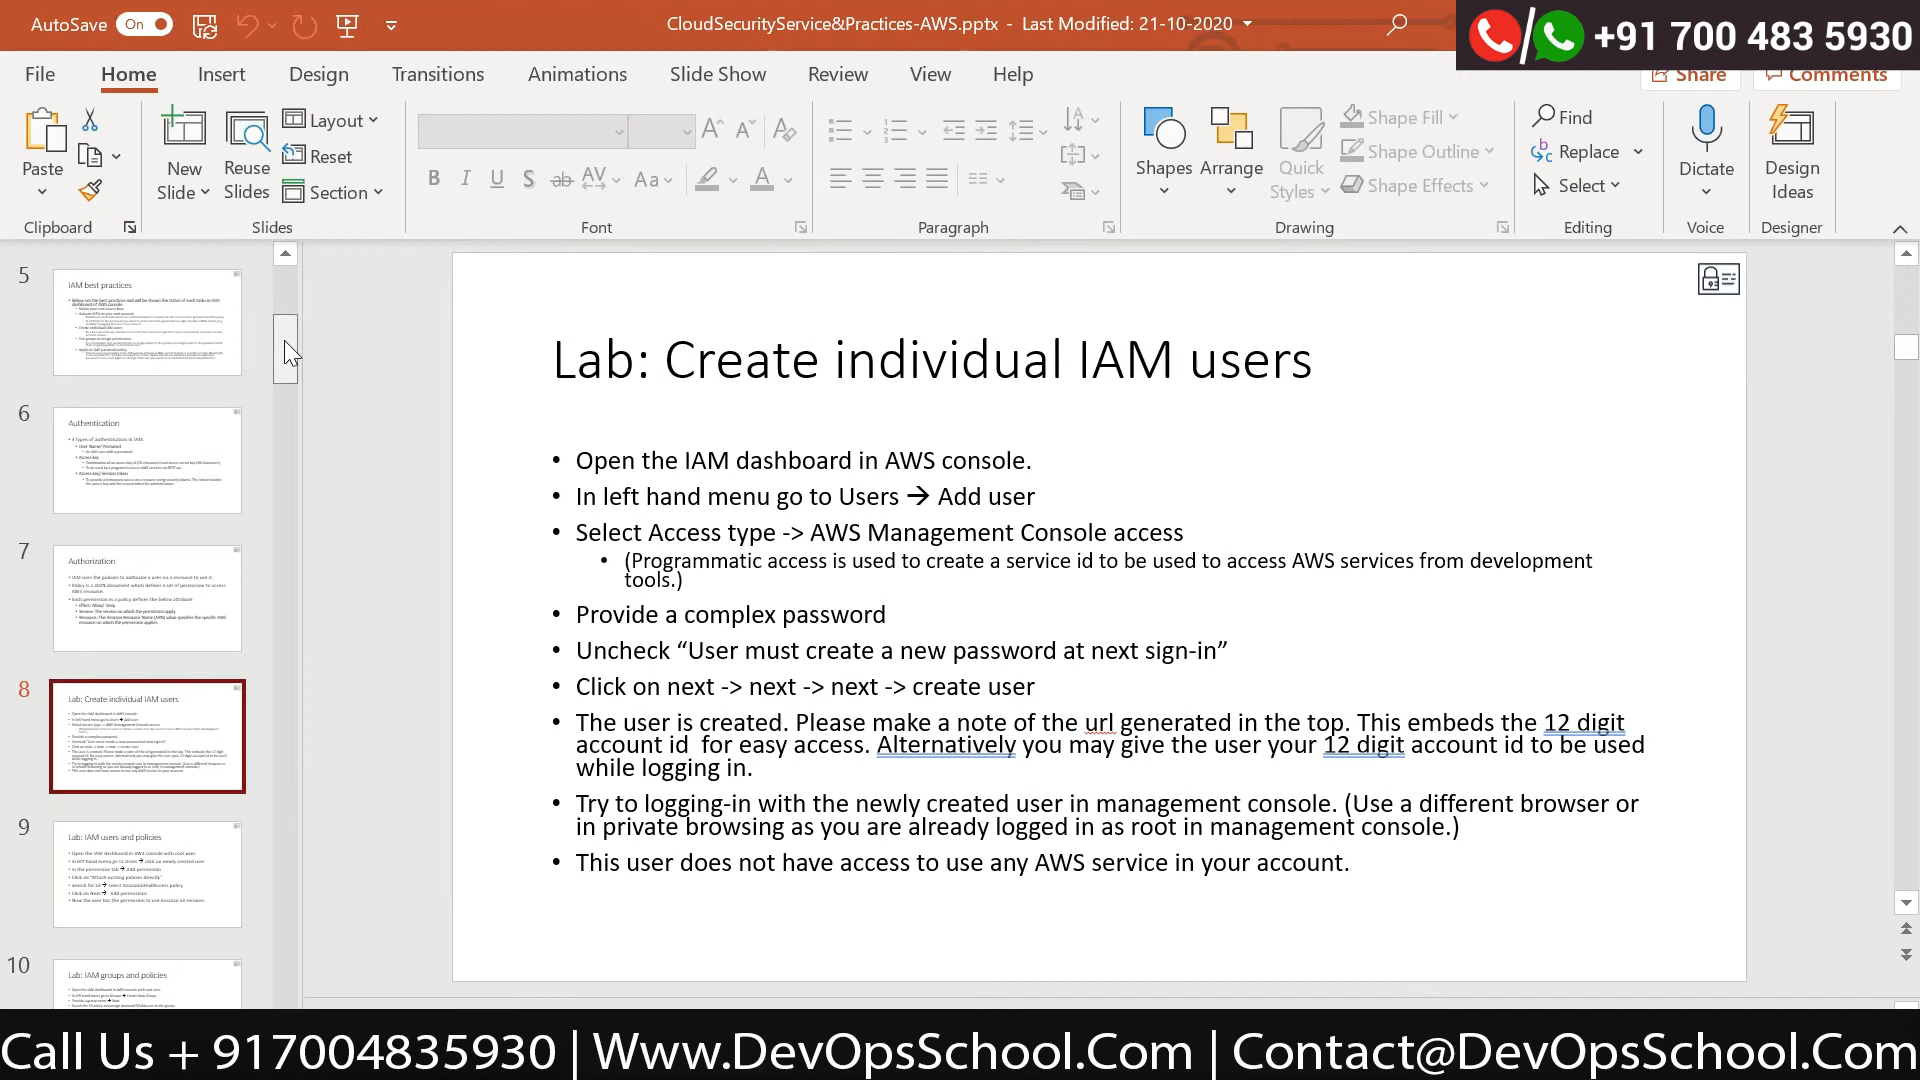 AutoSave On CloudSecurityService&Practices-AWS.pptx - Last Modified: 21-10-2020
+91 700 483 5930
File Home Insert Design Transitions Animations Slide Show Review View Help Share Comments
Paste New Slide Reuse Slides Layout Reset Section
Shapes Arrange Quick Styles Shape Fill Shape Outline Shape Effects
Find Replace Select Dictate Design Ideas
Clipboard Slides Font Paragraph Drawing Editing Voice Designer
5
IAM best practices
6
Authentication
7
Authorization
8
Lab: Create individual IAM users
9
Lab: IAM users and policies
10
Lab: IAM groups and policies
Lab: Create individual IAM users
• Open the IAM dashboard in AWS console.
• In left hand menu go to Users → Add user
• Select Access type -> AWS Management Console access
• (Programmatic access is used to create a service id to be used to access AWS services from development
tools.)
• Provide a complex password
• Uncheck “User must create a new password at next sign-in”
• Click on next -> next -> next -> create user
• The user is created. Please make a note of the url generated in the top. This embeds the 12 digit
account id for easy access. Alternatively you may give the user your 12 digit account id to be used
while logging in.
• Try to logging-in with the newly created user in management console. (Use a different browser or
in private browsing as you are already logged in as root in management console.)
• This user does not have access to use any AWS service in your account.
Call Us + 917004835930 | Www.DevOpsSchool.Com | Contact@DevOpsSchool.Com